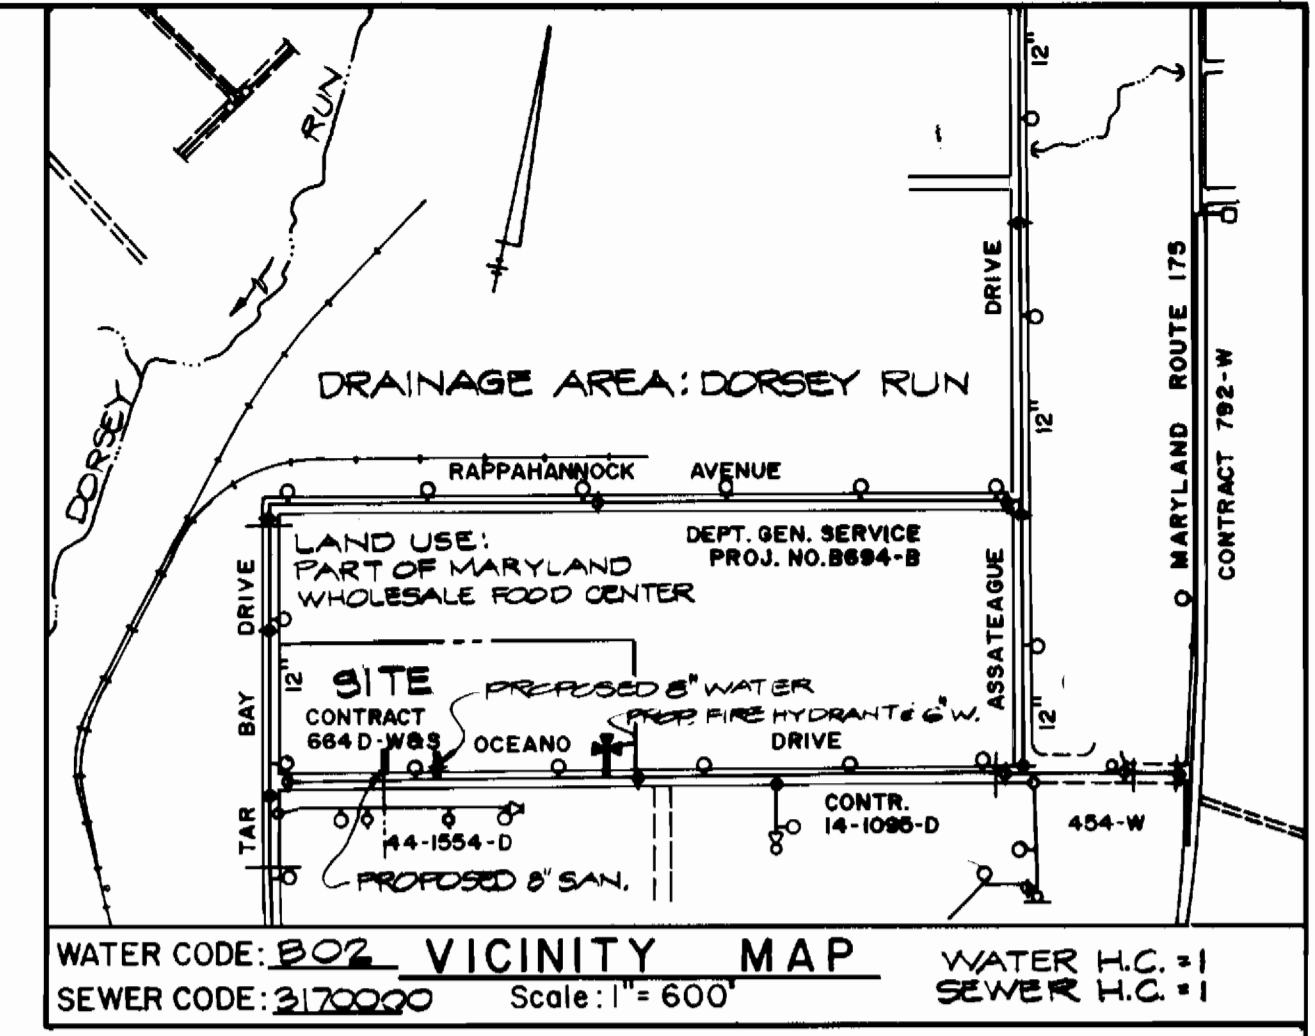 12"
RUN
DRIVE
MARYLAND ROUTE 175
CONTRACT 792-W
DRAINAGE AREA: DORSEY RUN
12"
DORSEY
RAPPAHANNOCK AVENUE
DEPT. GEN. SERVICE
PROJ. NO. B694-B
LAND USE:
PART OF MARYLAND
WHOLESALE FOOD CENTER
DRIVE
ASSATEAGUE
12"
SITE
PROPOSED 8" WATER
CONTRACT
664 D-W&S
PROP. FIRE HYDRANT & 6" W.
12"
BAY
OCEANO DRIVE
TAR
CONTR.
14-1095-D
454-W
44-1554-D
PROPOSED 8" SAN.
WATER CODE: B02
SEWER CODE: 3170000
VICINITY MAP
Scale: 1" = 600'
WATER H.C. = 1
SEWER H.C. = 1